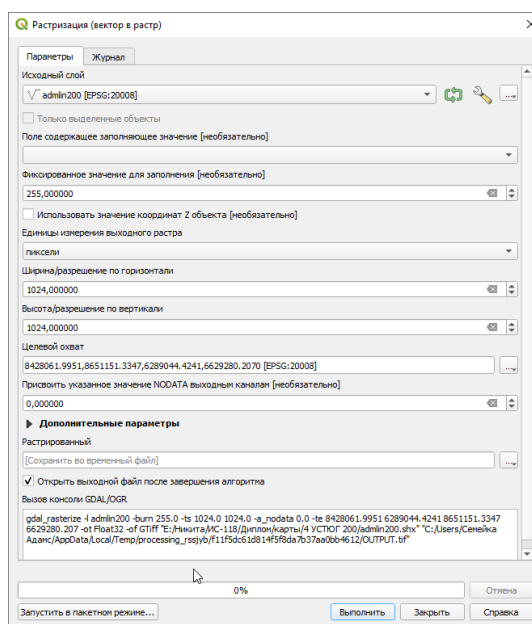 Растризация (вектор в растр)
Параметры
Журнал
Исходный слой
admlin200 [EPSG:20008]
Только выделенные объекты
Поле содержащее заполняющее значение [необязательно]
Фиксированное значение для заполнения [необязательно]
255,000000
Использовать значение координат Z объекта [необязательно]
Единицы измерения выходного растра
пиксели
Ширина/разрешение по горизонтали
1024,000000
Высота/разрешение по вертикали
1024,000000
Целевой охват
8428061.9951,8651151.3347,6289044.4241,6629280.2070 [EPSG:20008]
Присвоить указанное значение NODATA выходным каналам [необязательно]
0,000000
Дополнительные параметры
Растрированный
[Сохранить во временный файл]
Открыть выходной файл после завершения алгоритма
Вызов консоли GDAL/OGR
gdal_rasterize -l admlin200 -burn 255.0 -ts 1024.0 1024.0 -a_nodata 0.0 -te 8428061.9951 6289044.4241 8651151.3347
6629280.207 -ot Float32 -of GTiff "E:/Никита/ИС-118/Диплом/карты/4 УСТЮГ 200/admlin200.shx" "C:/Users/Семейка
Адамс/AppData/Local/Temp/processing_rssjyb/f11f5dc61d814f5f8da7b37aa0bb4612/OUTPUT.tif"
0%
Отмена
Запустить в пакетном режиме...
Выполнить
Закрыть
Справка